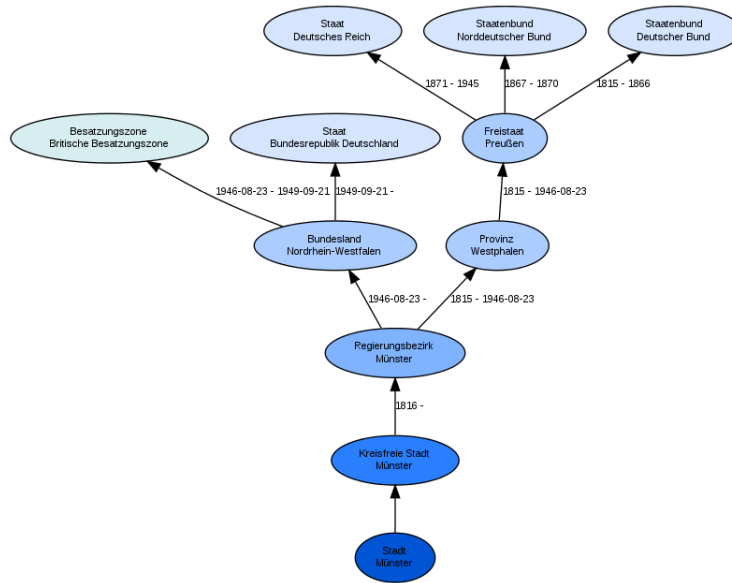 Staat
Deutsches Reich
Staatenbund
Norddeutscher Bund
Staatenbund
Deutscher Bund
1871 - 1945
1867 - 1870
1815 - 1866
Besatzungszone
Britische Besatzungszone
Staat
Bundesrepublik Deutschland
Freistaat
Preußen
1946-08-23 - 1949-09-21
1949-09-21 -
1815 - 1946-08-23
Bundesland
Nordrhein-Westfalen
Provinz
Westphalen
1946-08-23 -
1815 - 1946-08-23
Regierungsbezirk
Münster
1816 -
Kreisfreie Stadt
Münster
Stadt
Münster